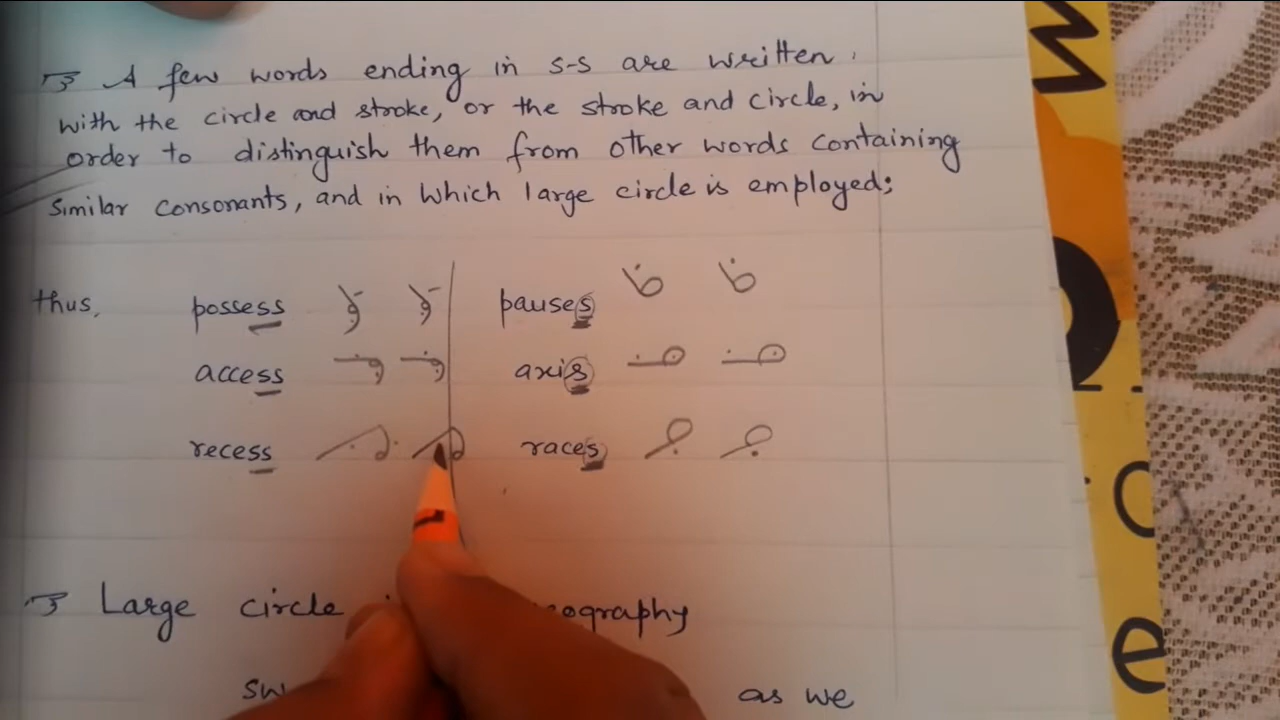 A few words ending in s-s are written
with the circle and stroke, or the stroke and circle, in
order to distinguish them from other words containing
similar consonants, and in which large circle is employed;
thus, possess pauses
access axis
recess races
Large circle
as we